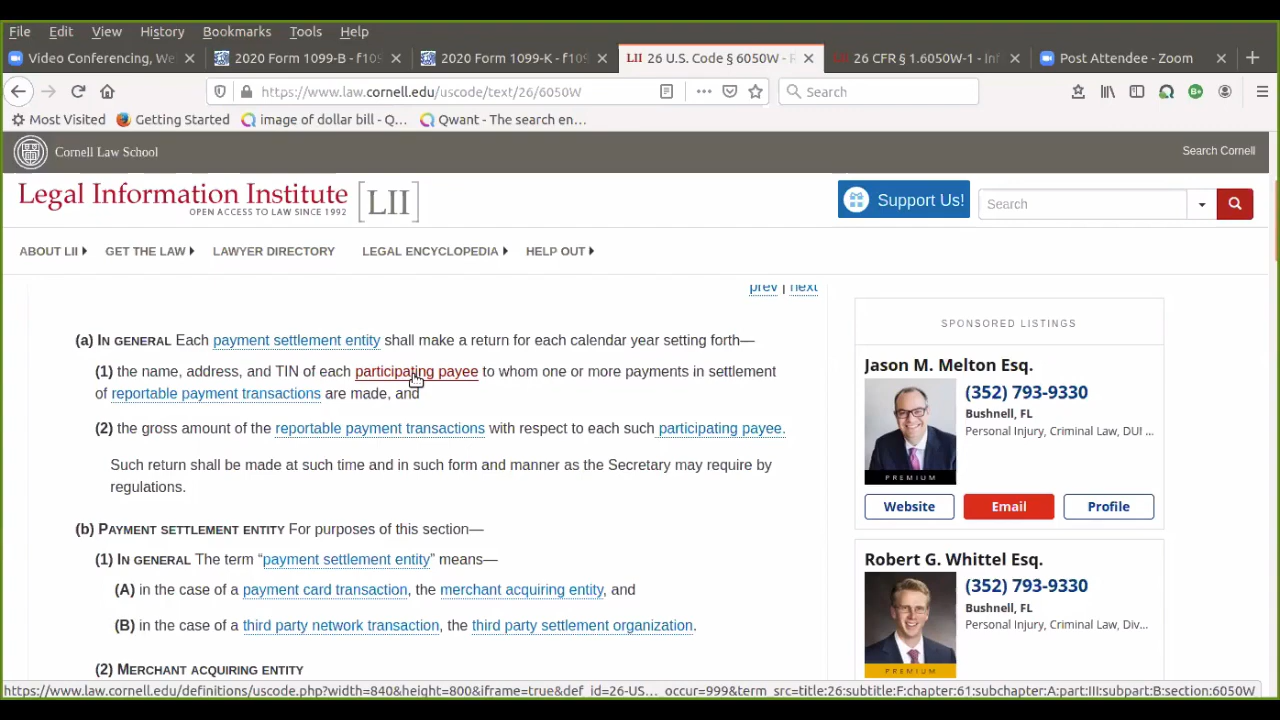 File Edit View History Bookmarks Tools Help
Video Conferencing, We 2020 Form 1099-B - f109 2020 Form 1099-K - f109 LII 26 U.S. Code § 6050W - R LII 26 CFR § 1.6050W-1 - Inf Post Attendee - Zoom
https://www.law.cornell.edu/uscode/text/26/6050W Search
Most Visited Getting Started image of dollar bill - Q... Qwant - The search en...
Cornell Law School Search Cornell
Legal Information Institute [LII]
OPEN ACCESS TO LAW SINCE 1992
Support Us! Search
ABOUT LII GET THE LAW LAWYER DIRECTORY LEGAL ENCYCLOPEDIA HELP OUT
prev | next
(a) IN GENERAL Each payment settlement entity shall make a return for each calendar year setting forth—
(1) the name, address, and TIN of each participating payee to whom one or more payments in settlement
of reportable payment transactions are made, and
(2) the gross amount of the reportable payment transactions with respect to each such participating payee.
Such return shall be made at such time and in such form and manner as the Secretary may require by
regulations.
(b) PAYMENT SETTLEMENT ENTITY For purposes of this section—
(1) IN GENERAL The term “payment settlement entity” means—
(A) in the case of a payment card transaction, the merchant acquiring entity, and
(B) in the case of a third party network transaction, the third party settlement organization.
(2) MERCHANT ACQUIRING ENTITY
SPONSORED LISTINGS
Jason M. Melton Esq.
(352) 793-9330
Bushnell, FL
Personal Injury, Criminal Law, DUI ...
PREMIUM
Website Email Profile
Robert G. Whittel Esq.
(352) 793-9330
Bushnell, FL
Personal Injury, Criminal Law, Div...
PREMIUM
https://www.law.cornell.edu/definitions/uscode.php?width=840&height=800&iframe=true&def_id=26-US... _occur=999&term_src=title:26:subtitle:F:chapter:61:subchapter:A:part:III:subpart:B:section:6050W